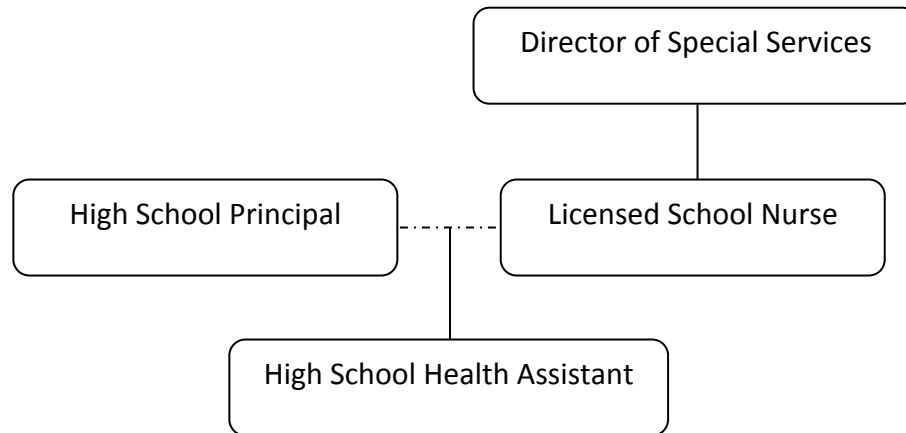 Director of Special Services
High School Principal
Licensed School Nurse
High School Health Assistant